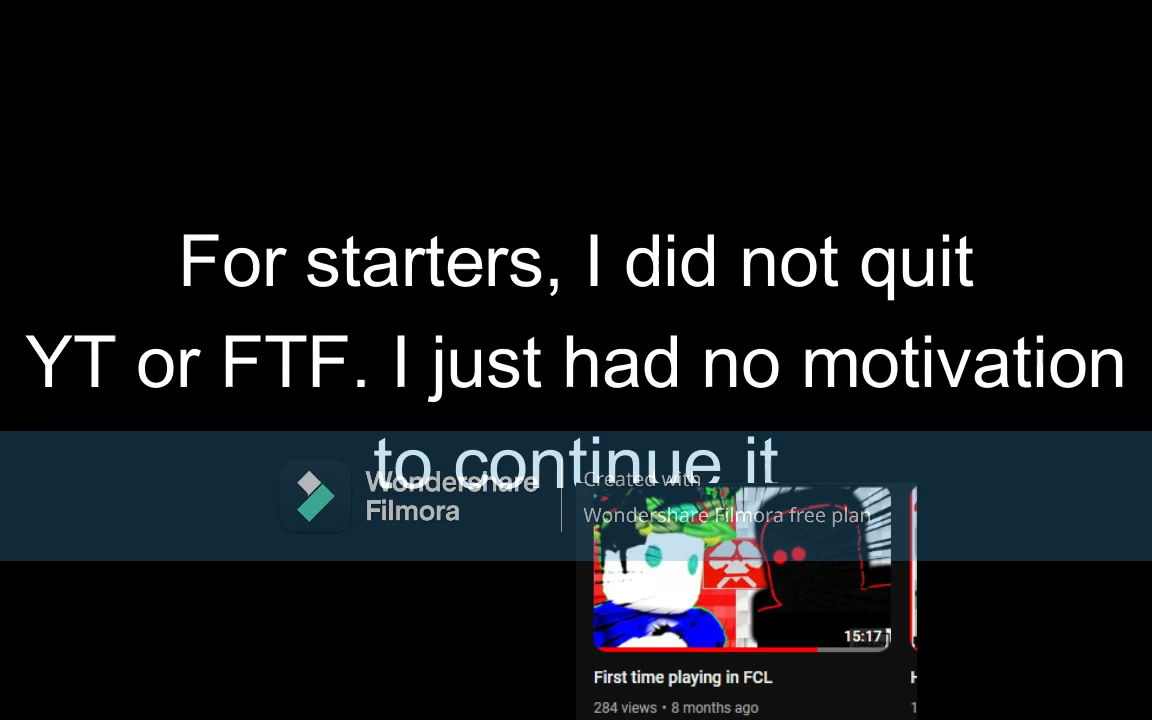 For starters, I did not quit
YT or FTF. I just had no motivation
to continue it
Wondershare
Filmora
Created with
Wondershare Filmora free plan
15:17
First time playing in FCL
H
284 views • 8 months ago
1